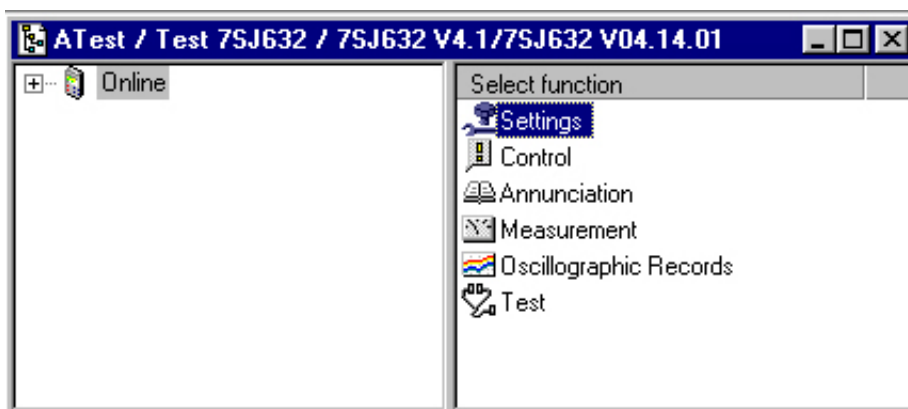 ATest / Test 7SJ632 / 7SJ632 V4.1/7SJ632 V04.14.01
Online
Select function
Settings
Control
Annunciation
Measurement
Oscillographic Records
Test